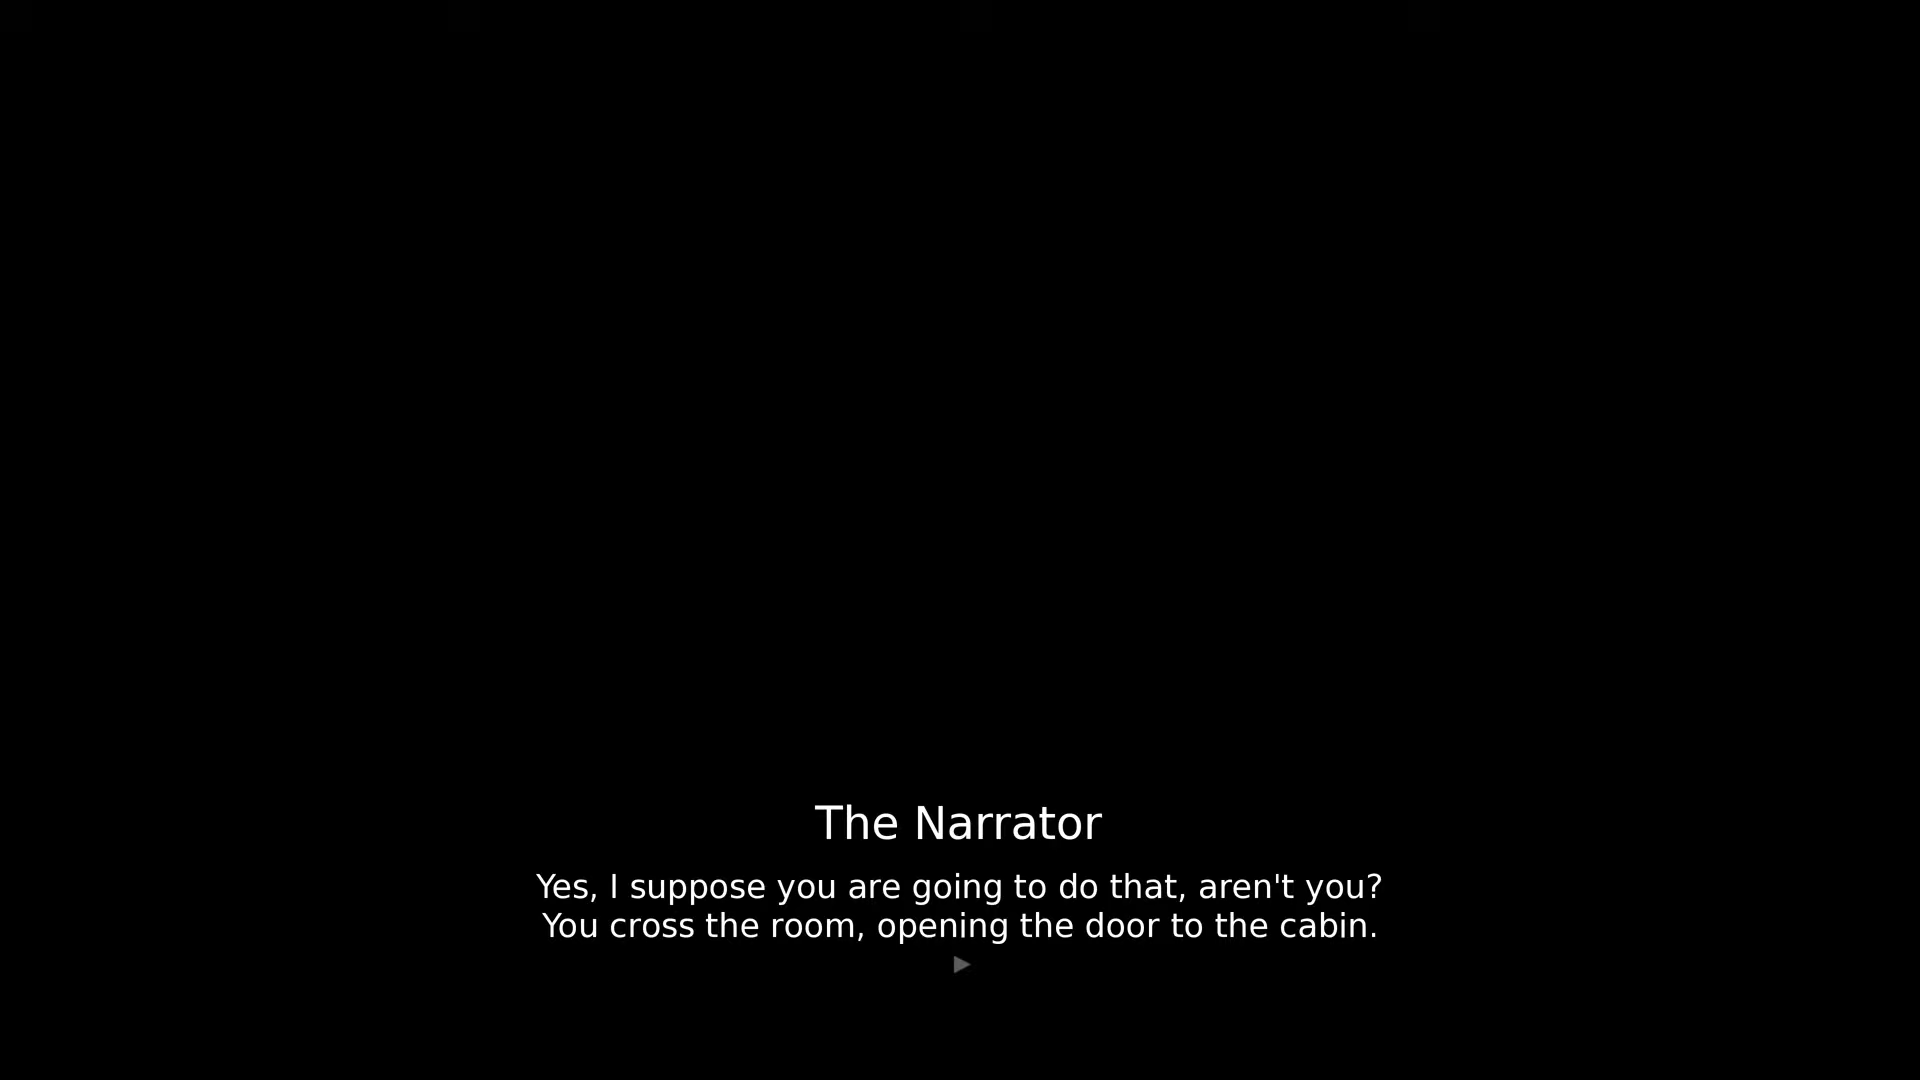 The Narrator
Yes, I suppose you are going to do that, aren't you?
You cross the room, opening the door to the cabin.